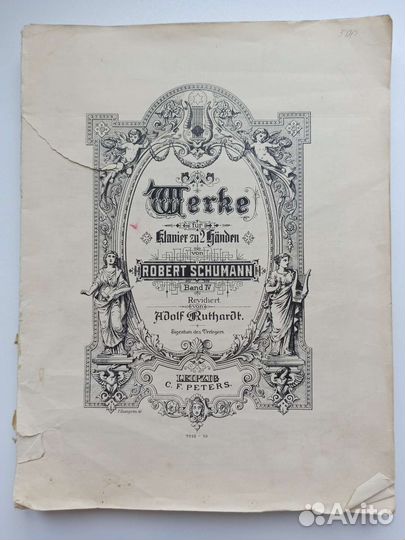 Werke
für
Klavier zu 2 Händen
von
ROBERT SCHUMANN
Band IV
Revidiert
von
Adolf Ruthardt.
Eigentum des Verlegers.
LEIPZIG
C. F. PETERS.
Avito